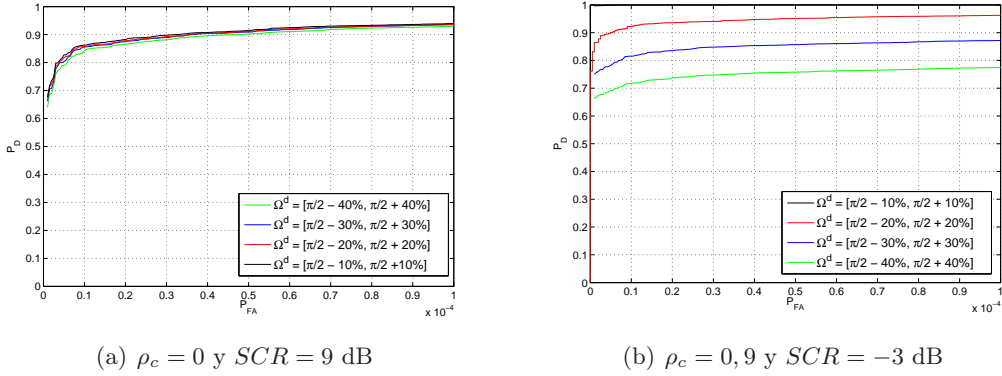 1
0.9
0.8
0.7
0.6
0.5
0.4
0.3
0.2
0.1
0
P_D
0 0.1 0.2 0.3 0.4 0.5 0.6 0.7 0.8 0.9 1
P_FA
x 10^-4
Ω^d = [π/2 − 40%, π/2 + 40%]
Ω^d = [π/2 − 30%, π/2 + 30%]
Ω^d = [π/2 − 20%, π/2 + 20%]
Ω^d = [π/2 − 10%, π/2 +10%]
(a) ρ_c = 0 y SCR = 9 dB
1
0.9
0.8
0.7
0.6
0.5
0.4
0.3
0.2
0.1
0
P_D
0 0.1 0.2 0.3 0.4 0.5 0.6 0.7 0.8 0.9 1
P_FA
x 10^-4
Ω^d = [π/2 − 10%, π/2 + 10%]
Ω^d = [π/2 − 20%, π/2 + 20%]
Ω^d = [π/2 − 30%, π/2 + 30%]
Ω^d = [π/2 − 40%, π/2 + 40%]
(b) ρ_c = 0, 9 y SCR = −3 dB